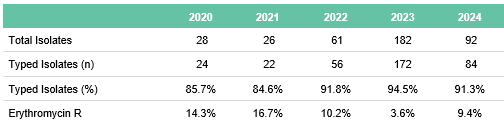 2020 2021 2022 2023 2024
Total Isolates 28 26 61 182 92
Typed Isolates (n) 24 22 56 172 84
Typed Isolates (%) 85.7% 84.6% 91.8% 94.5% 91.3%
Erythromycin R 14.3% 16.7% 10.2% 3.6% 9.4%